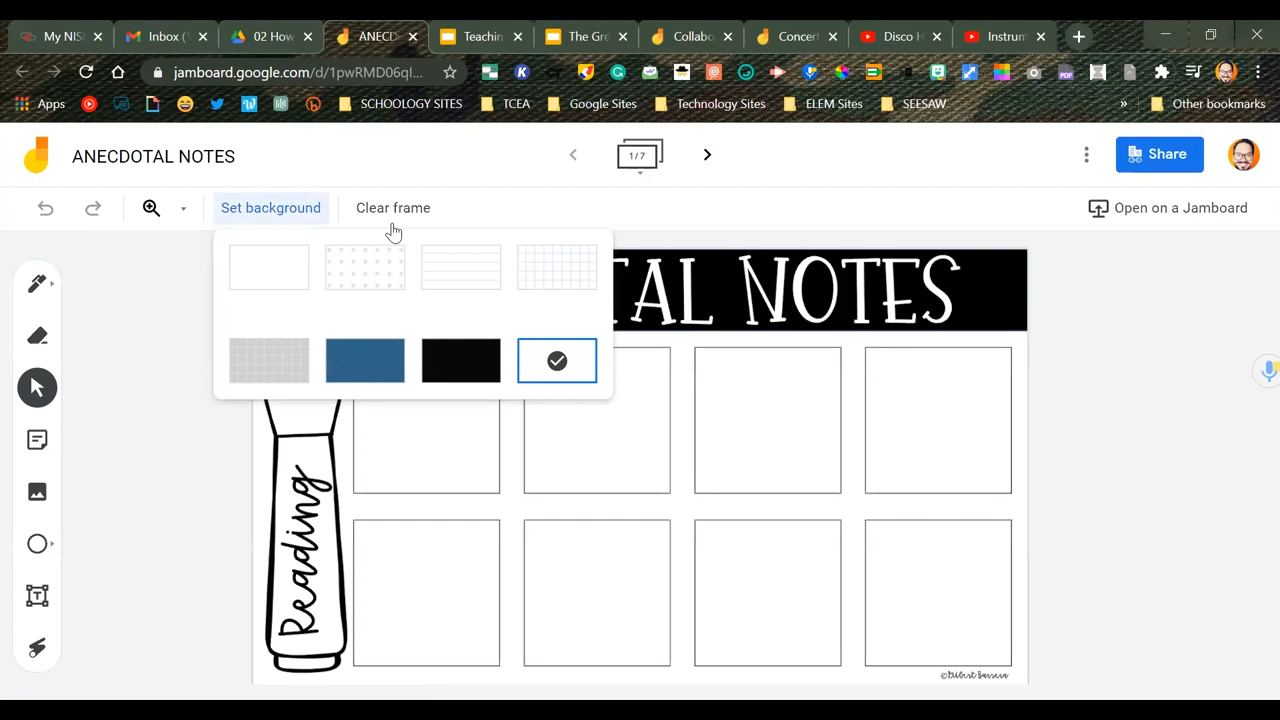 My NIS
Inbox (
02 How
ANECD
Teachin
The Gre
Collabo
Concert
Disco H
Instrum
jamboard.google.com/d/1pwRMD06qI...
Apps
SCHOOLOGY SITES
TCEA
Google Sites
Technology Sites
ELEM Sites
SEESAW
»
Other bookmarks
ANECDOTAL NOTES
1/7
Share
Set background
Clear frame
Open on a Jamboard
TAL NOTES
Reading